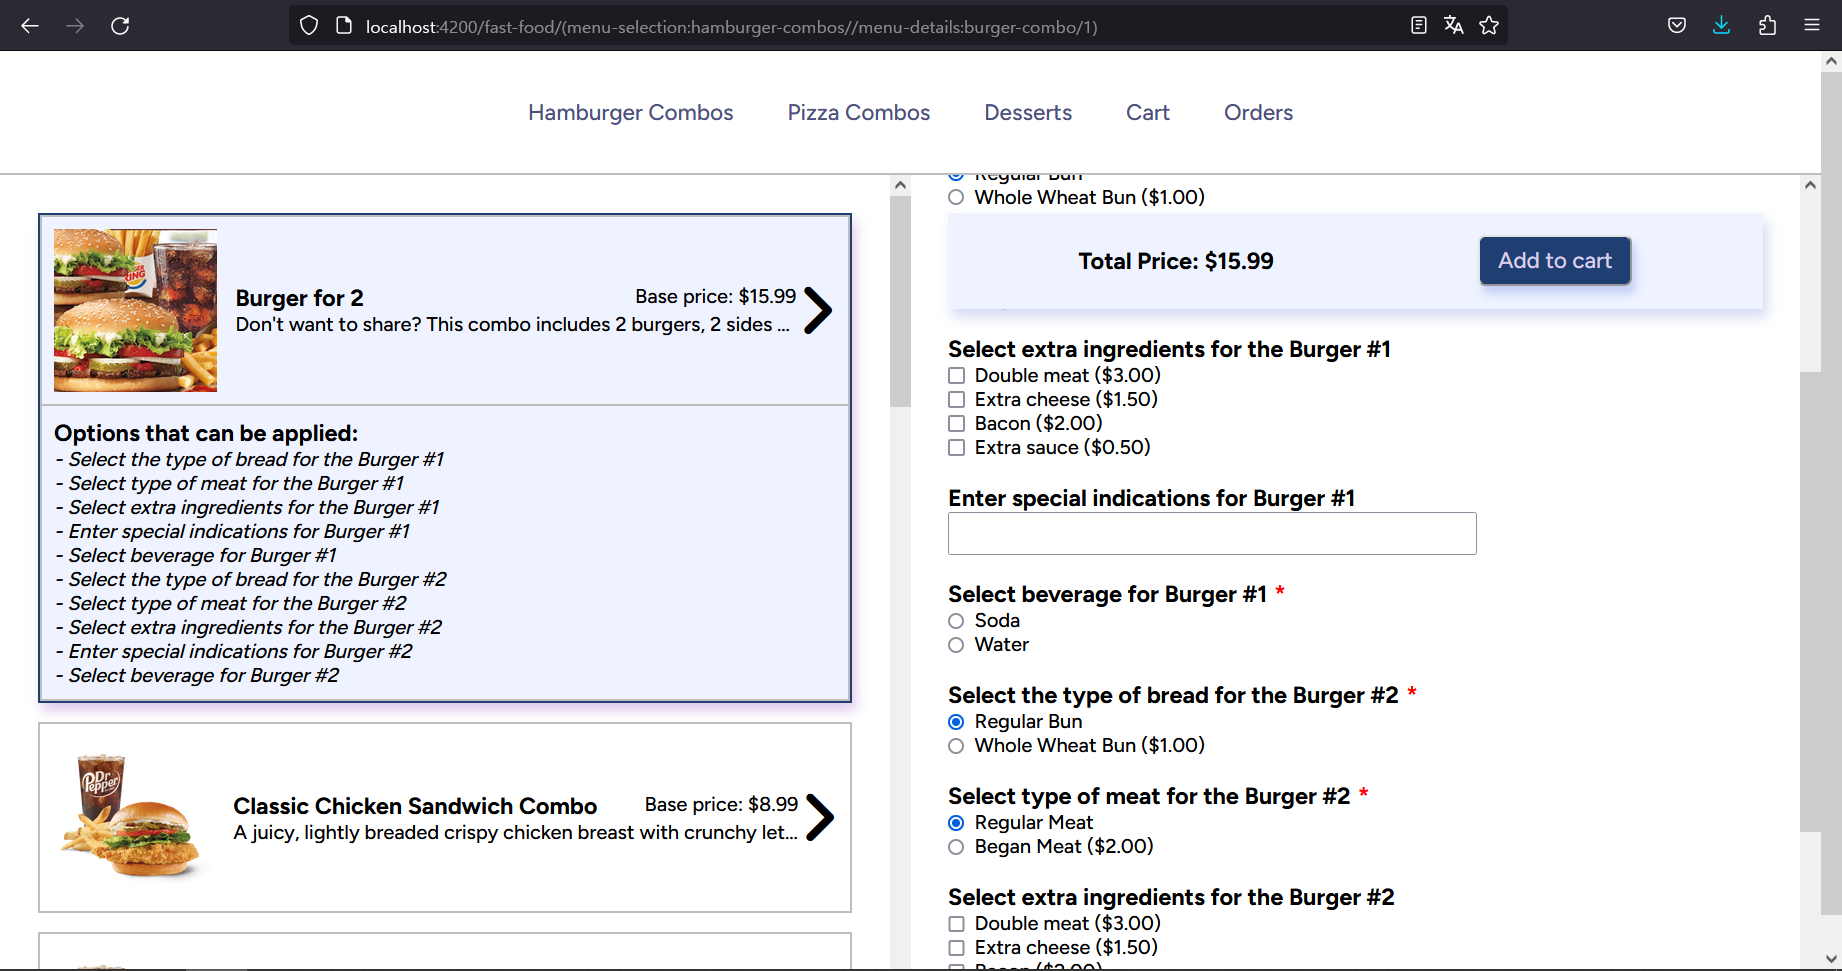 localhost:4200/fast-food/(menu-selection:hamburger-combos//menu-details:burger-combo/1)
Hamburger Combos Pizza Combos Desserts Cart Orders
BURGER KING
Burger for 2 Base price: $15.99
Don't want to share? This combo includes 2 burgers, 2 sides ...
Options that can be applied:
- Select the type of bread for the Burger #1
- Select type of meat for the Burger #1
- Select extra ingredients for the Burger #1
- Enter special indications for Burger #1
- Select beverage for Burger #1
- Select the type of bread for the Burger #2
- Select type of meat for the Burger #2
- Select extra ingredients for the Burger #2
- Enter special indications for Burger #2
- Select beverage for Burger #2
Dr Pepper
Classic Chicken Sandwich Combo Base price: $8.99
A juicy, lightly breaded crispy chicken breast with crunchy let...
Regular Bun
Whole Wheat Bun ($1.00)
Total Price: $15.99 Add to cart
Select extra ingredients for the Burger #1
Double meat ($3.00)
Extra cheese ($1.50)
Bacon ($2.00)
Extra sauce ($0.50)
Enter special indications for Burger #1
Select beverage for Burger #1 *
Soda
Water
Select the type of bread for the Burger #2 *
Regular Bun
Whole Wheat Bun ($1.00)
Select type of meat for the Burger #2 *
Regular Meat
Began Meat ($2.00)
Select extra ingredients for the Burger #2
Double meat ($3.00)
Extra cheese ($1.50)
Bacon ($2.00)